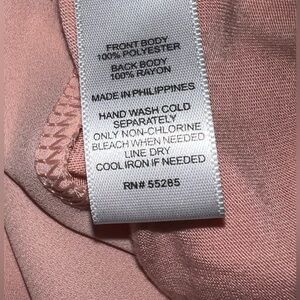 FRONT BODY
100% POLYESTER
BACK BODY
100% RAYON
MADE IN PHILIPPINES
HAND WASH COLD
SEPARATELY
ONLY NON-CHLORINE
BLEACH WHEN NEEDED
LINE DRY
COOL IRON IF NEEDED
RN# 55285